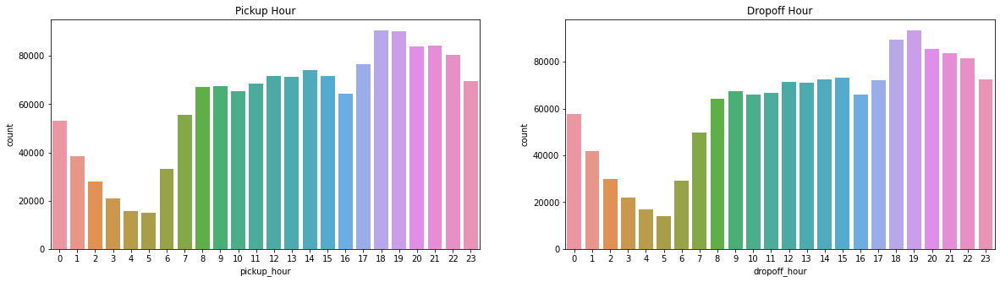 Pickup Hour
count
80000
60000
40000
20000
0
0 1 2 3 4 5 6 7 8 9 10 11 12 13 14 15 16 17 18 19 20 21 22 23
pickup_hour
Dropoff Hour
count
80000
60000
40000
20000
0
0 1 2 3 4 5 6 7 8 9 10 11 12 13 14 15 16 17 18 19 20 21 22 23
dropoff_hour